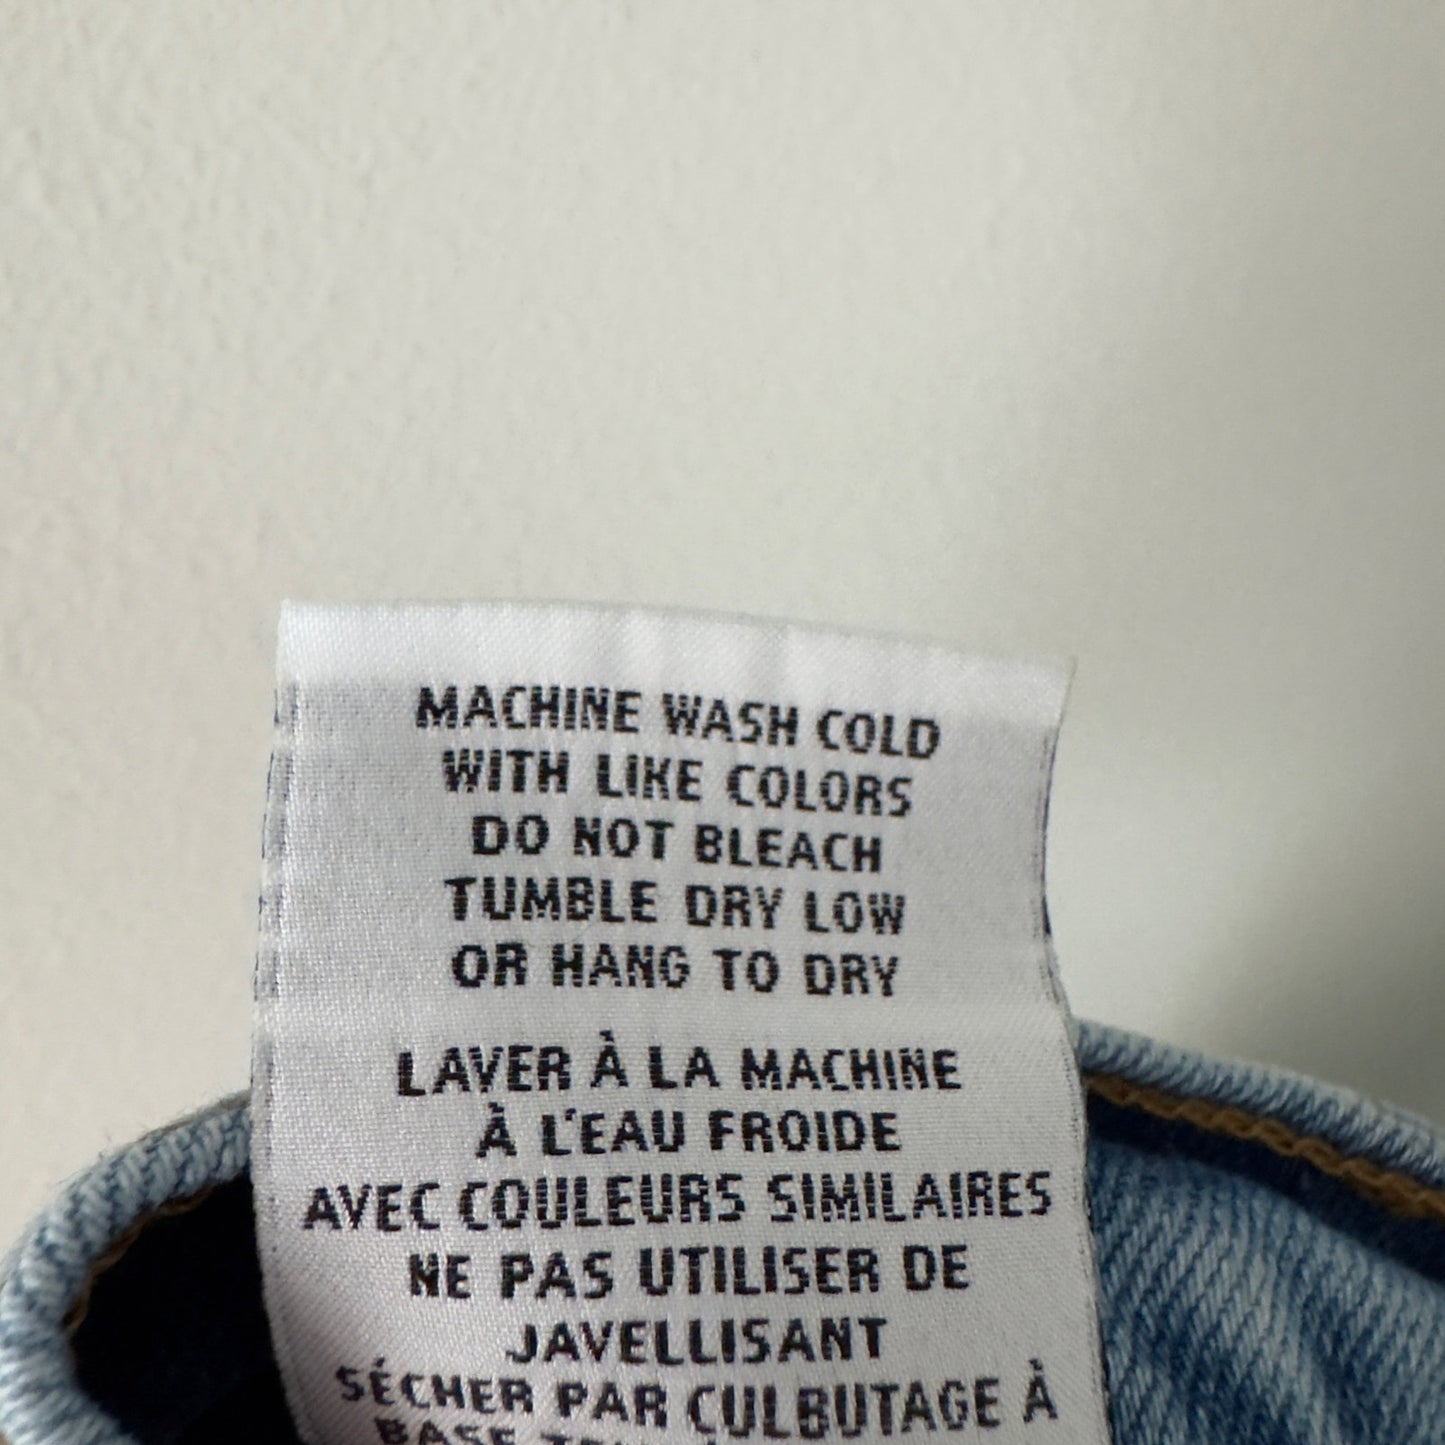 MACHINE WASH COLD
WITH LIKE COLORS
DO NOT BLEACH
TUMBLE DRY LOW
OR HANG TO DRY
LAVER À LA MACHINE
À L'EAU FROIDE
AVEC COULEURS SIMILAIRES
NE PAS UTILISER DE
JAVELLISANT
SÉCHER PAR CULBUTAGE À
BASE